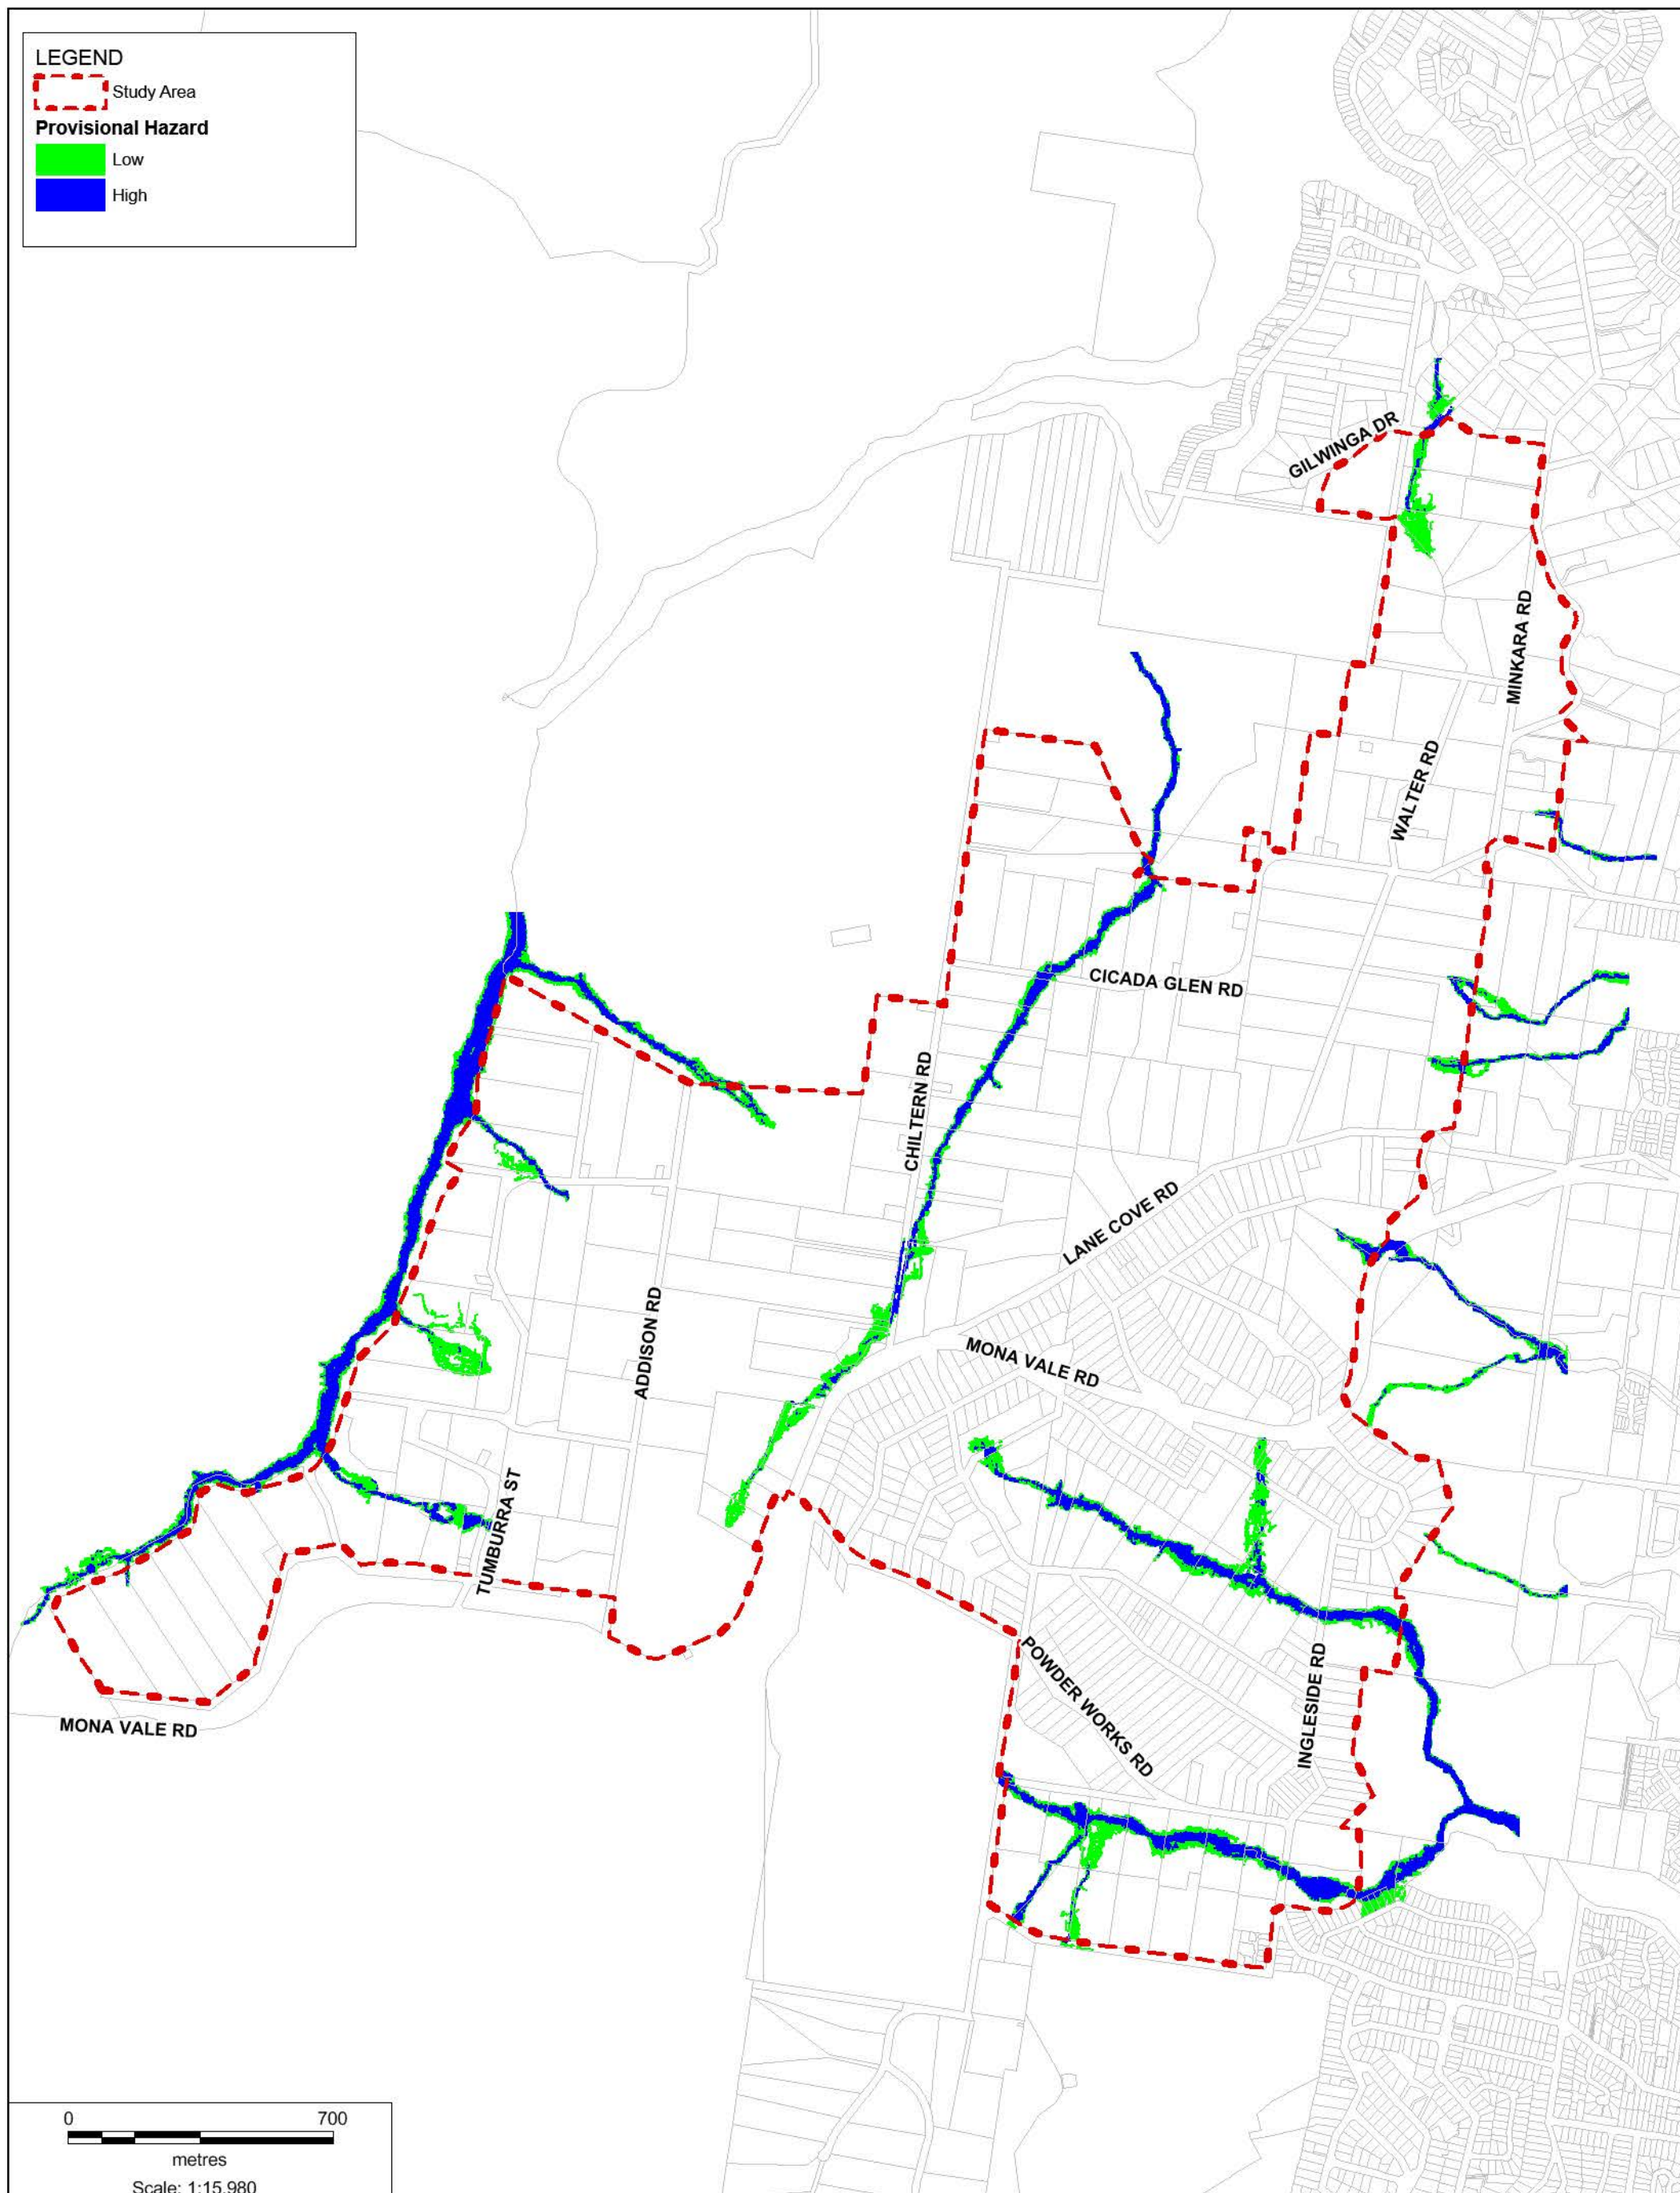 LEGEND
Study Area
Provisional Hazard
Low
High
GILWINGA DR
MINKARA RD
WALTER RD
CICADA GLEN RD
CHILTERN RD
LANE COVE RD
ADDISON RD
MONA VALE RD
TUMBURRA ST
POWDER WORKS RD
INGLESIDE RD
MONA VALE RD
0 700
metres
Scale: 1:15,980